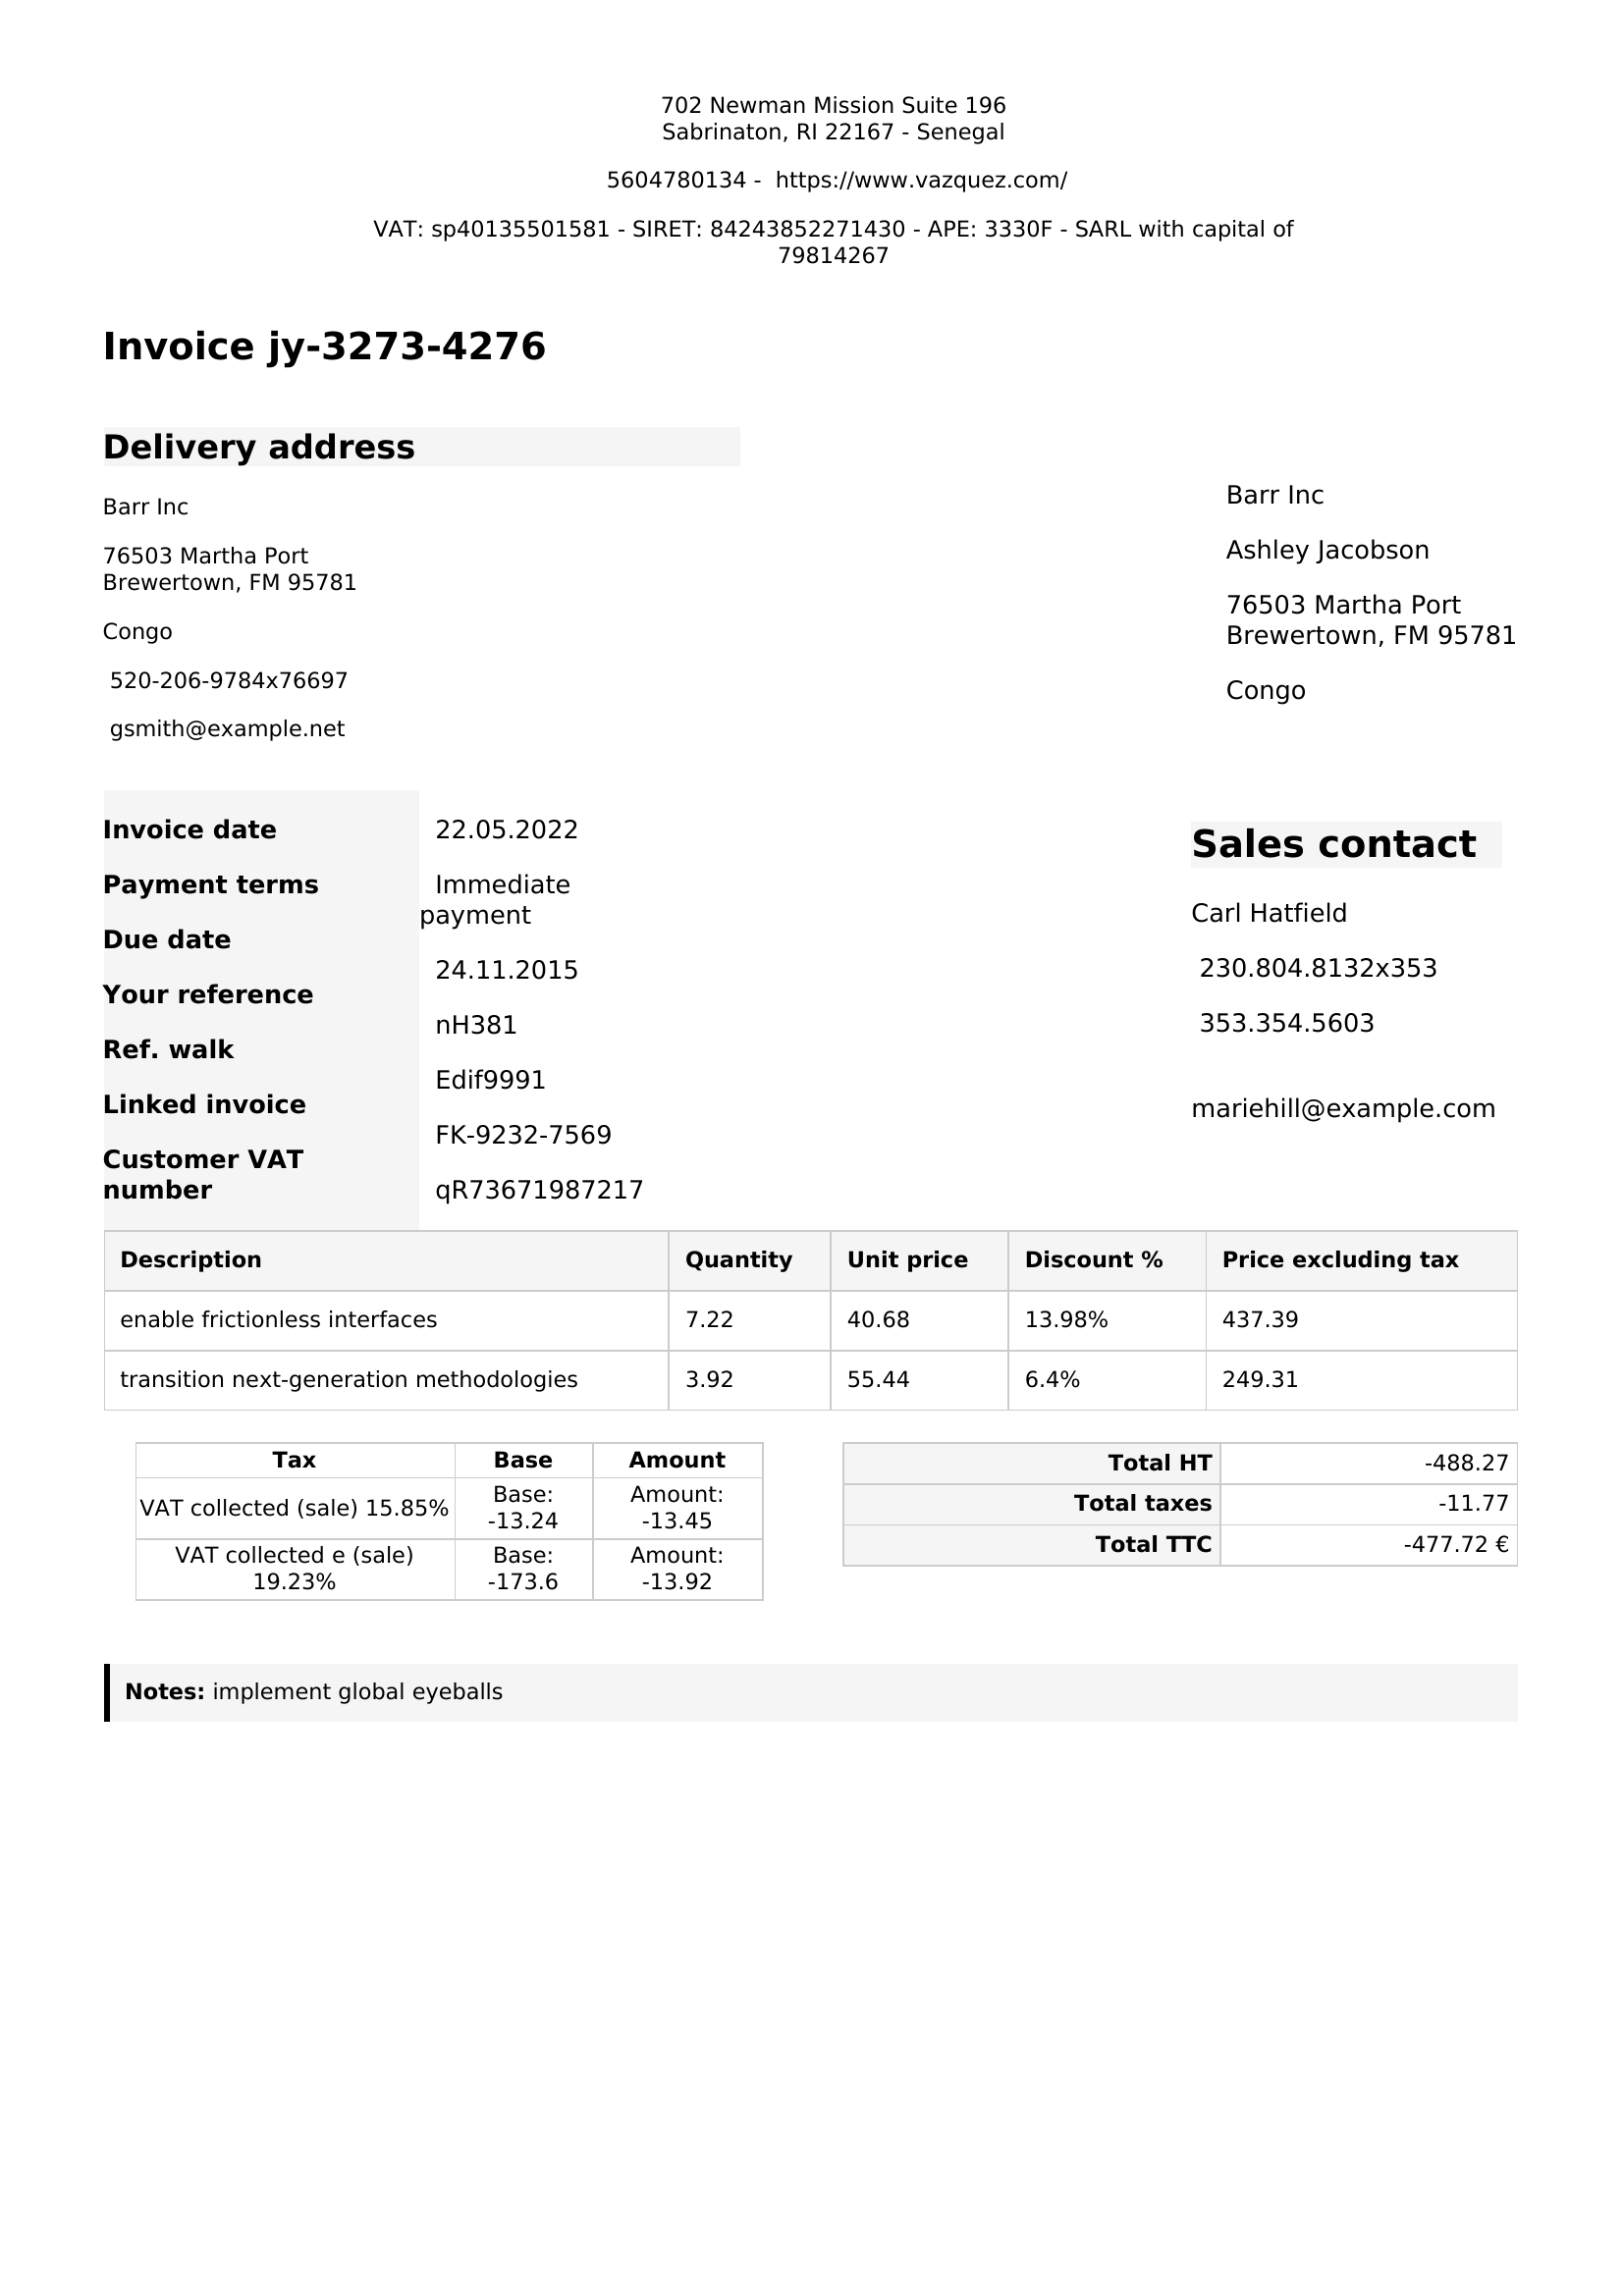 702 Newman Mission Suite 196
Sabrinaton, RI 22167 - Senegal
5604780134 -  https://www.vazquez.com/
VAT: sp40135501581 - SIRET: 84243852271430 - APE: 3330F - SARL with capital of
79814267
Invoice jy-3273-4276
Delivery address
Barr Inc
76503 Martha Port
Brewertown, FM 95781
Congo
520-206-9784x76697
gsmith@example.net
Barr Inc
Ashley Jacobson
76503 Martha Port
Brewertown, FM 95781
Congo
Invoice date
Payment terms
Due date
Your reference
Ref. walk
Linked invoice
Customer VAT
number
22.05.2022
Immediate
payment
24.11.2015
nH381
Edif9991
FK-9232-7569
qR73671987217
Sales contact
Carl Hatfield
230.804.8132x353
353.354.5603
mariehill@example.com
Description Quantity Unit price Discount % Price excluding tax
enable frictionless interfaces 7.22 40.68 13.98% 437.39
transition next-generation methodologies 3.92 55.44 6.4% 249.31
Tax Base Amount
VAT collected (sale) 15.85% Base: -13.24 Amount: -13.45
VAT collected e (sale) 19.23% Base: -173.6 Amount: -13.92
Total HT -488.27
Total taxes -11.77
Total TTC -477.72 €
Notes: implement global eyeballs